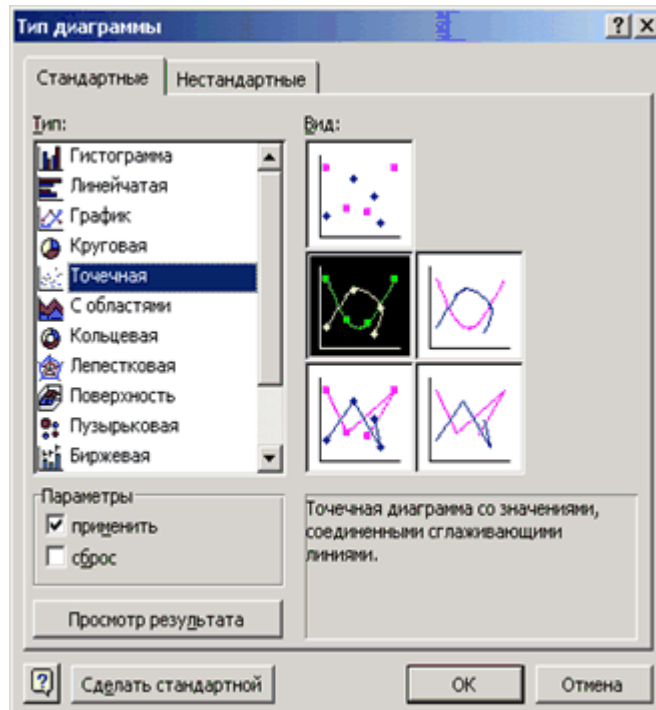 Тип диаграммы
Стандартные Нестандартные
Тип:
Вид:
Гистограмма
Линейчатая
График
Круговая
Точечная
С областями
Кольцевая
Лепестковая
Поверхность
Пузырьковая
Биржевая
Параметры
применить
сброс
Просмотр результата
Точечная диаграмма со значениями,
соединенными сглаживающими
линиями.
Сделать стандартной
ОК
Отмена